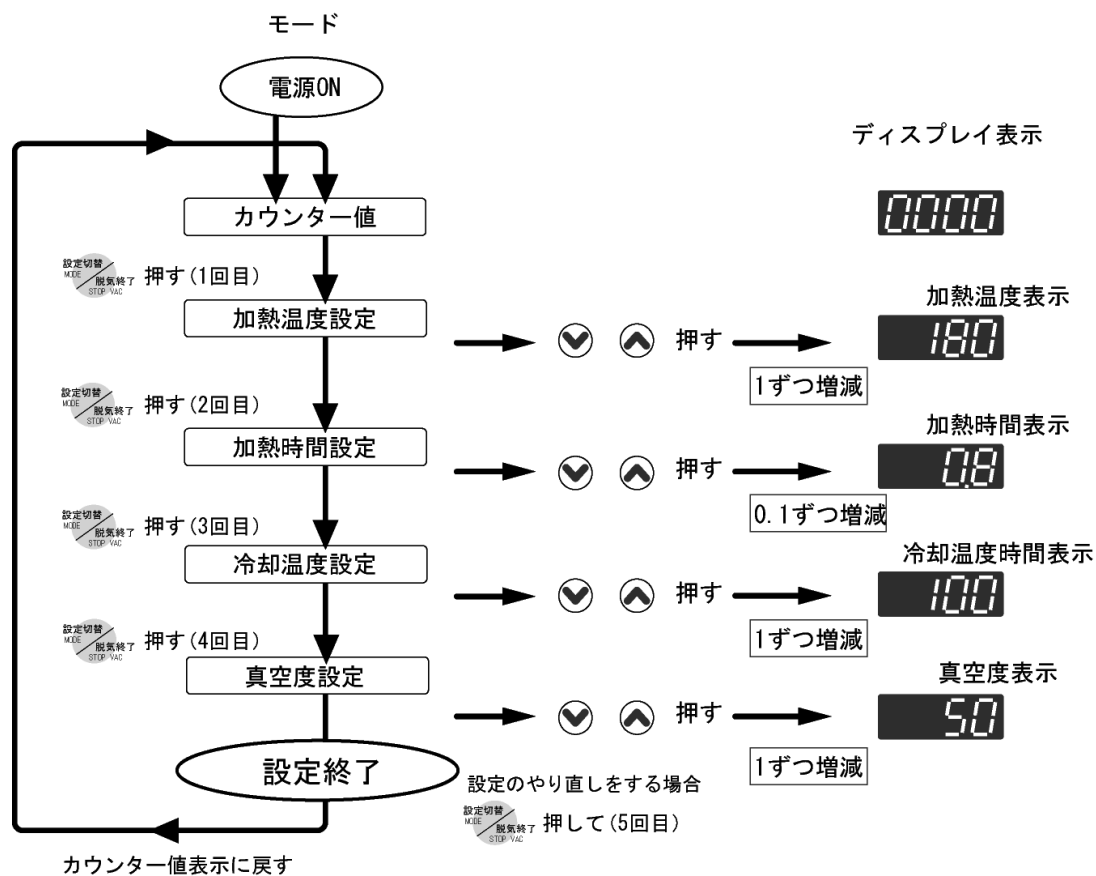 モード
電源ON
ディスプレイ表示
カウンター値
0000
設定切替
MODE
脱気終了
STOP VAC
押す(1回目)
加熱温度設定
押す
1ずつ増減
加熱温度表示
180
設定切替
MODE
脱気終了
STOP VAC
押す(2回目)
加熱時間設定
押す
0.1ずつ増減
加熱時間表示
0.8
設定切替
MODE
脱気終了
STOP VAC
押す(3回目)
冷却温度設定
押す
1ずつ増減
冷却温度時間表示
100
設定切替
MODE
脱気終了
STOP VAC
押す(4回目)
真空度設定
押す
1ずつ増減
真空度表示
50
設定終了
設定のやり直しをする場合
設定切替
MODE
脱気終了
STOP VAC
押して(5回目)
カウンター値表示に戻す